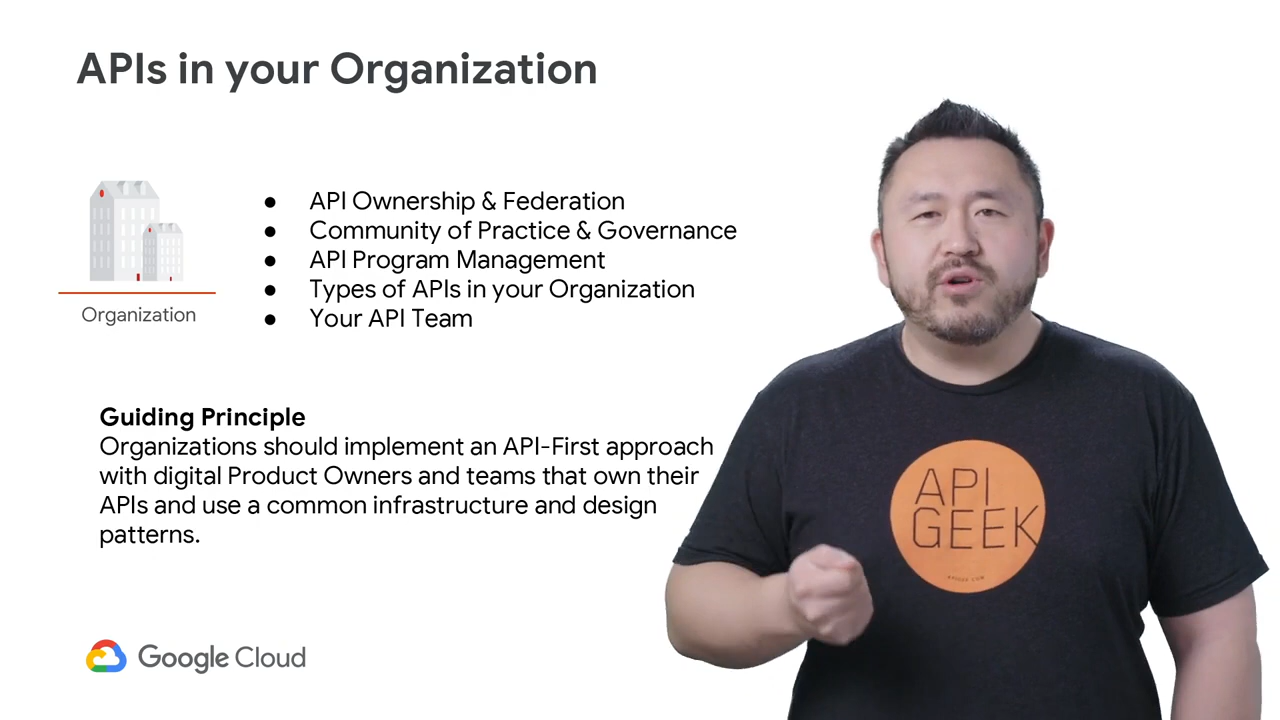 APIs in your Organization
● API Ownership & Federation
● Community of Practice & Governance
● API Program Management
● Types of APIs in your Organization
● Your API Team
Organization
Guiding Principle
Organizations should implement an API-First approach
with digital Product Owners and teams that own their
APIs and use a common infrastructure and design
patterns.
API
GEEK
Google Cloud